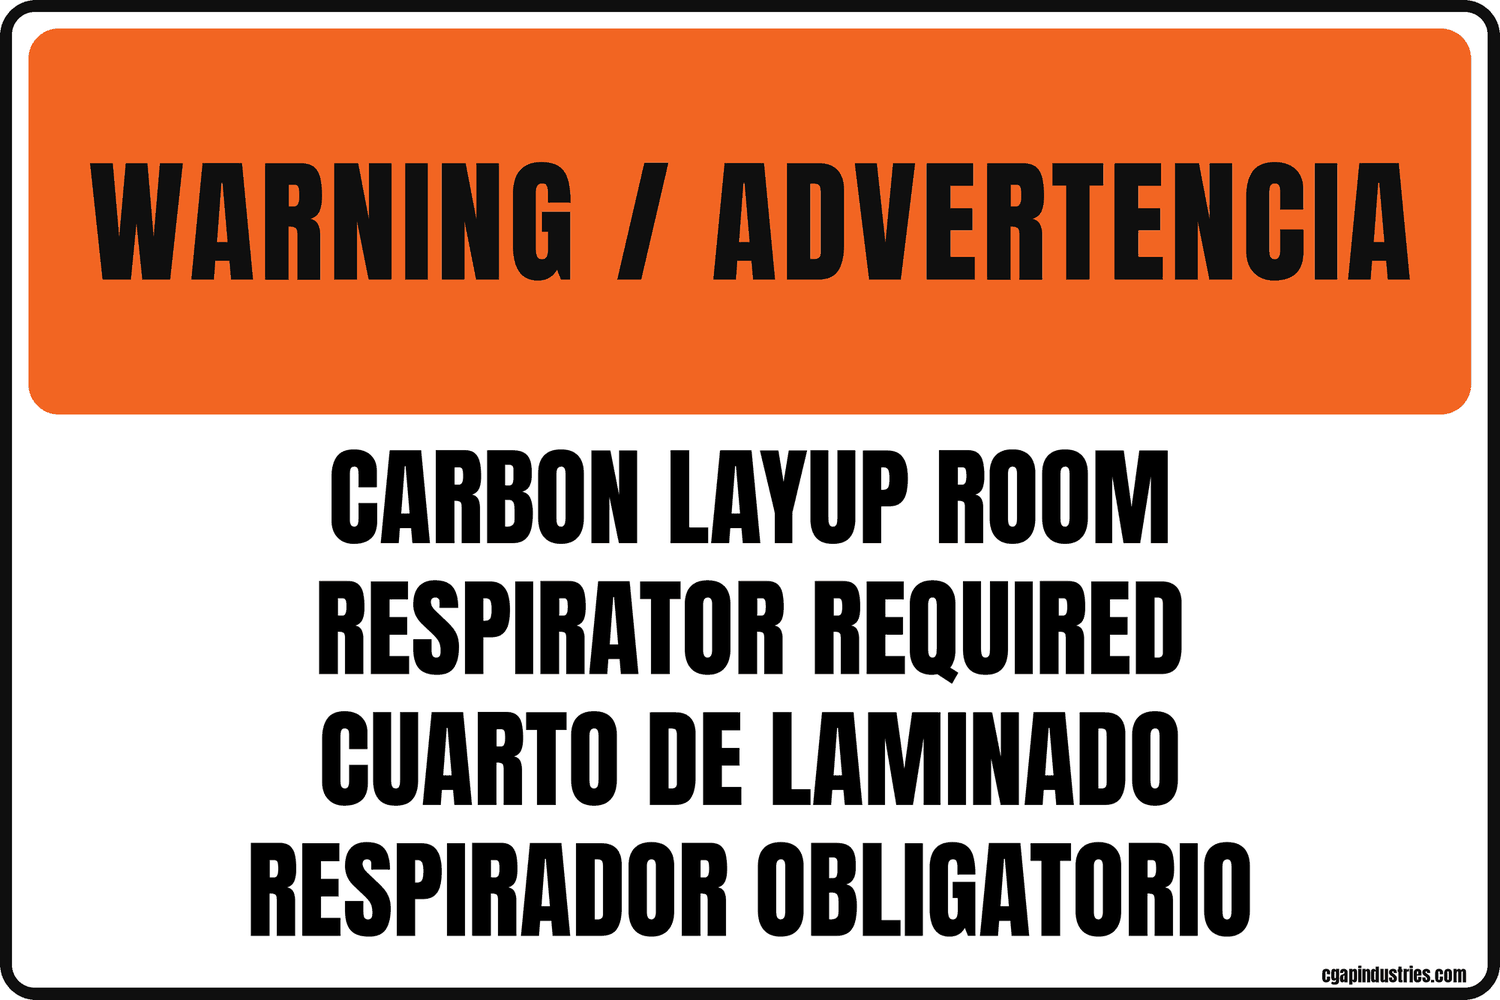 WARNING / ADVERTENCIA
CARBON LAYUP ROOM
RESPIRATOR REQUIRED
CUARTO DE LAMINADO
RESPIRADOR OBLIGATORIO
cgapindustries.com